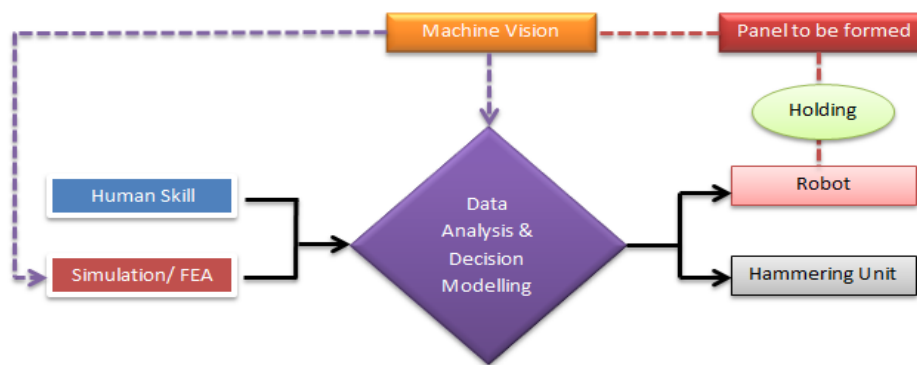 Machine Vision
Panel to be formed
Holding
Human Skill
Data
Analysis &
Decision
Modelling
Robot
Simulation/ FEA
Hammering Unit